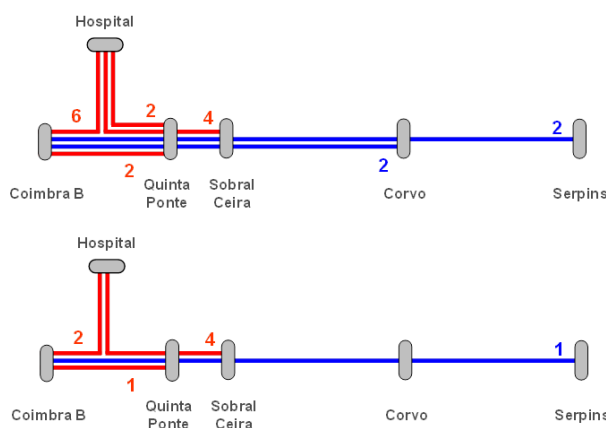 Hospital
6
2
4
2
2
2
Coimbra B
Quinta
Ponte
Sobral
Ceira
Corvo
Serpins
Hospital
2
4
1
1
Coimbra B
Quinta
Ponte
Sobral
Ceira
Corvo
Serpins